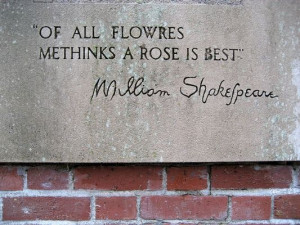 "OF ALL FLOWRES
METHINKS A ROSE IS BEST"
William Shakespeare